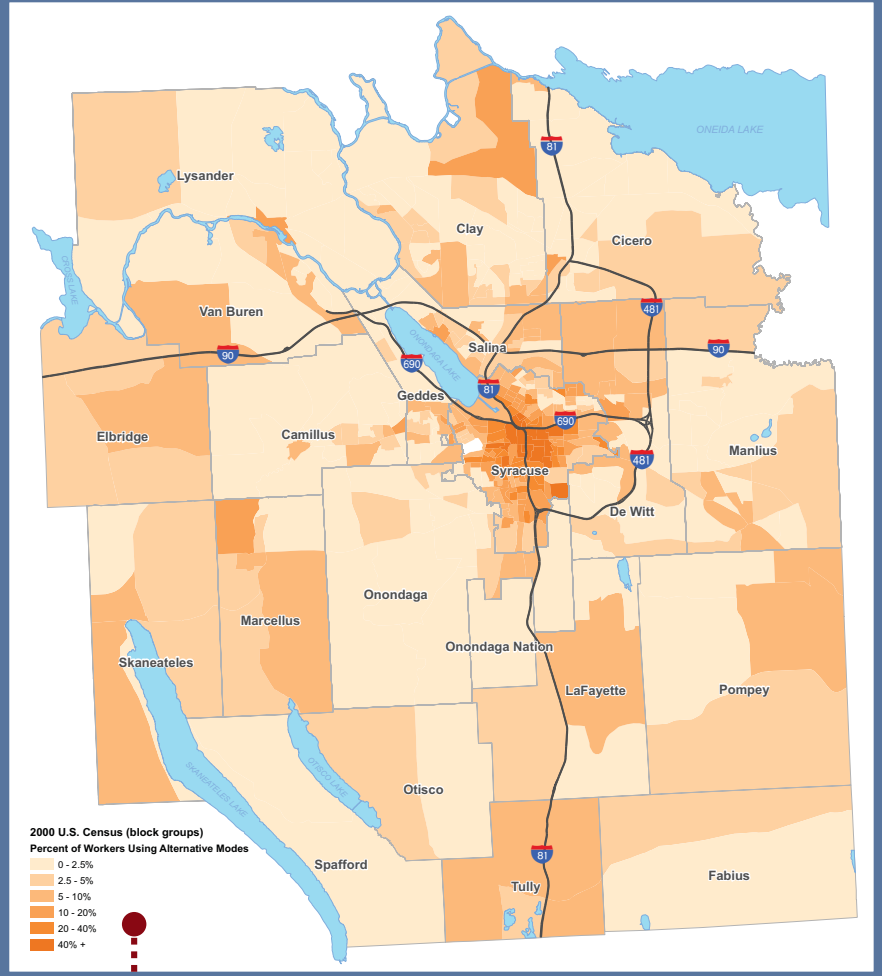 ONEIDA LAKE
81
Lysander
Clay
Cicero
CROSS LAKE
Van Buren
481
ONONDAGA LAKE
Salina
90
90
690
81
Geddes
690
Elbridge
Camillus
Manlius
481
Syracuse
De Witt
Onondaga
Marcellus
Onondaga Nation
Skaneateles
LaFayette
Pompey
SKANEATELES LAKE
OTISCO LAKE
Otisco
2000 U.S. Census (block groups)
Percent of Workers Using Alternative Modes
0 - 2.5%
2.5 - 5%
5 - 10%
10 - 20%
20 - 40%
40% +
81
Spafford
Tully
Fabius